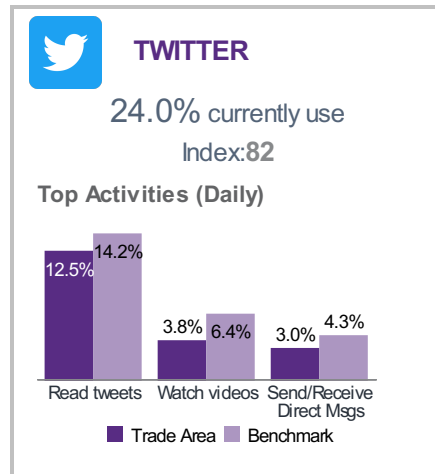 TWITTER
24.0% currently use
Index:82
Top Activities (Daily)
14.2%
12.5%
3.8%
6.4%
3.0%
4.3%
Read tweets
Watch videos
Send/Receive
Direct Msgs
Trade Area
Benchmark